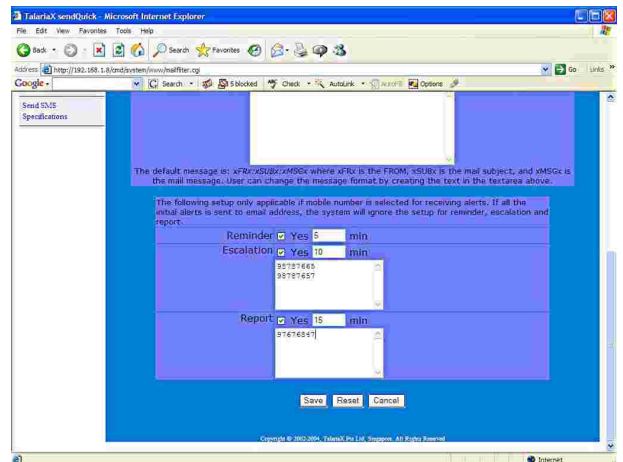 TalariaX sendQuick - Microsoft Internet Explorer
File Edit View Favorites Tools Help
Back Search Favorites
Address http://192.168.1.8/cmd/system/www/mailfilter.cgi Go Links
Google Search 5 blocked Check AutoLink AutoFill Options
Send SMS
Specifications
The default message is: xFRx:xSUBx:xMSGx where xFRx is the FROM, xSUBx is the mail subject, and xMSGx is
the mail message. User can change the message format by creating the text in the textarea above.
The following setup only applicable if mobile number is selected for receiving alerts. If all the
initial alerts is sent to email address, the system will ignore the setup for reminder, escalation and
report.
Reminder Yes 5 min
Escalation Yes 10 min
98787657
Report Yes 15 min
Save Reset Cancel
Copyright © 2002-2004, TalariaX Pte Ltd, Singapore. All Rights Reserved
Internet